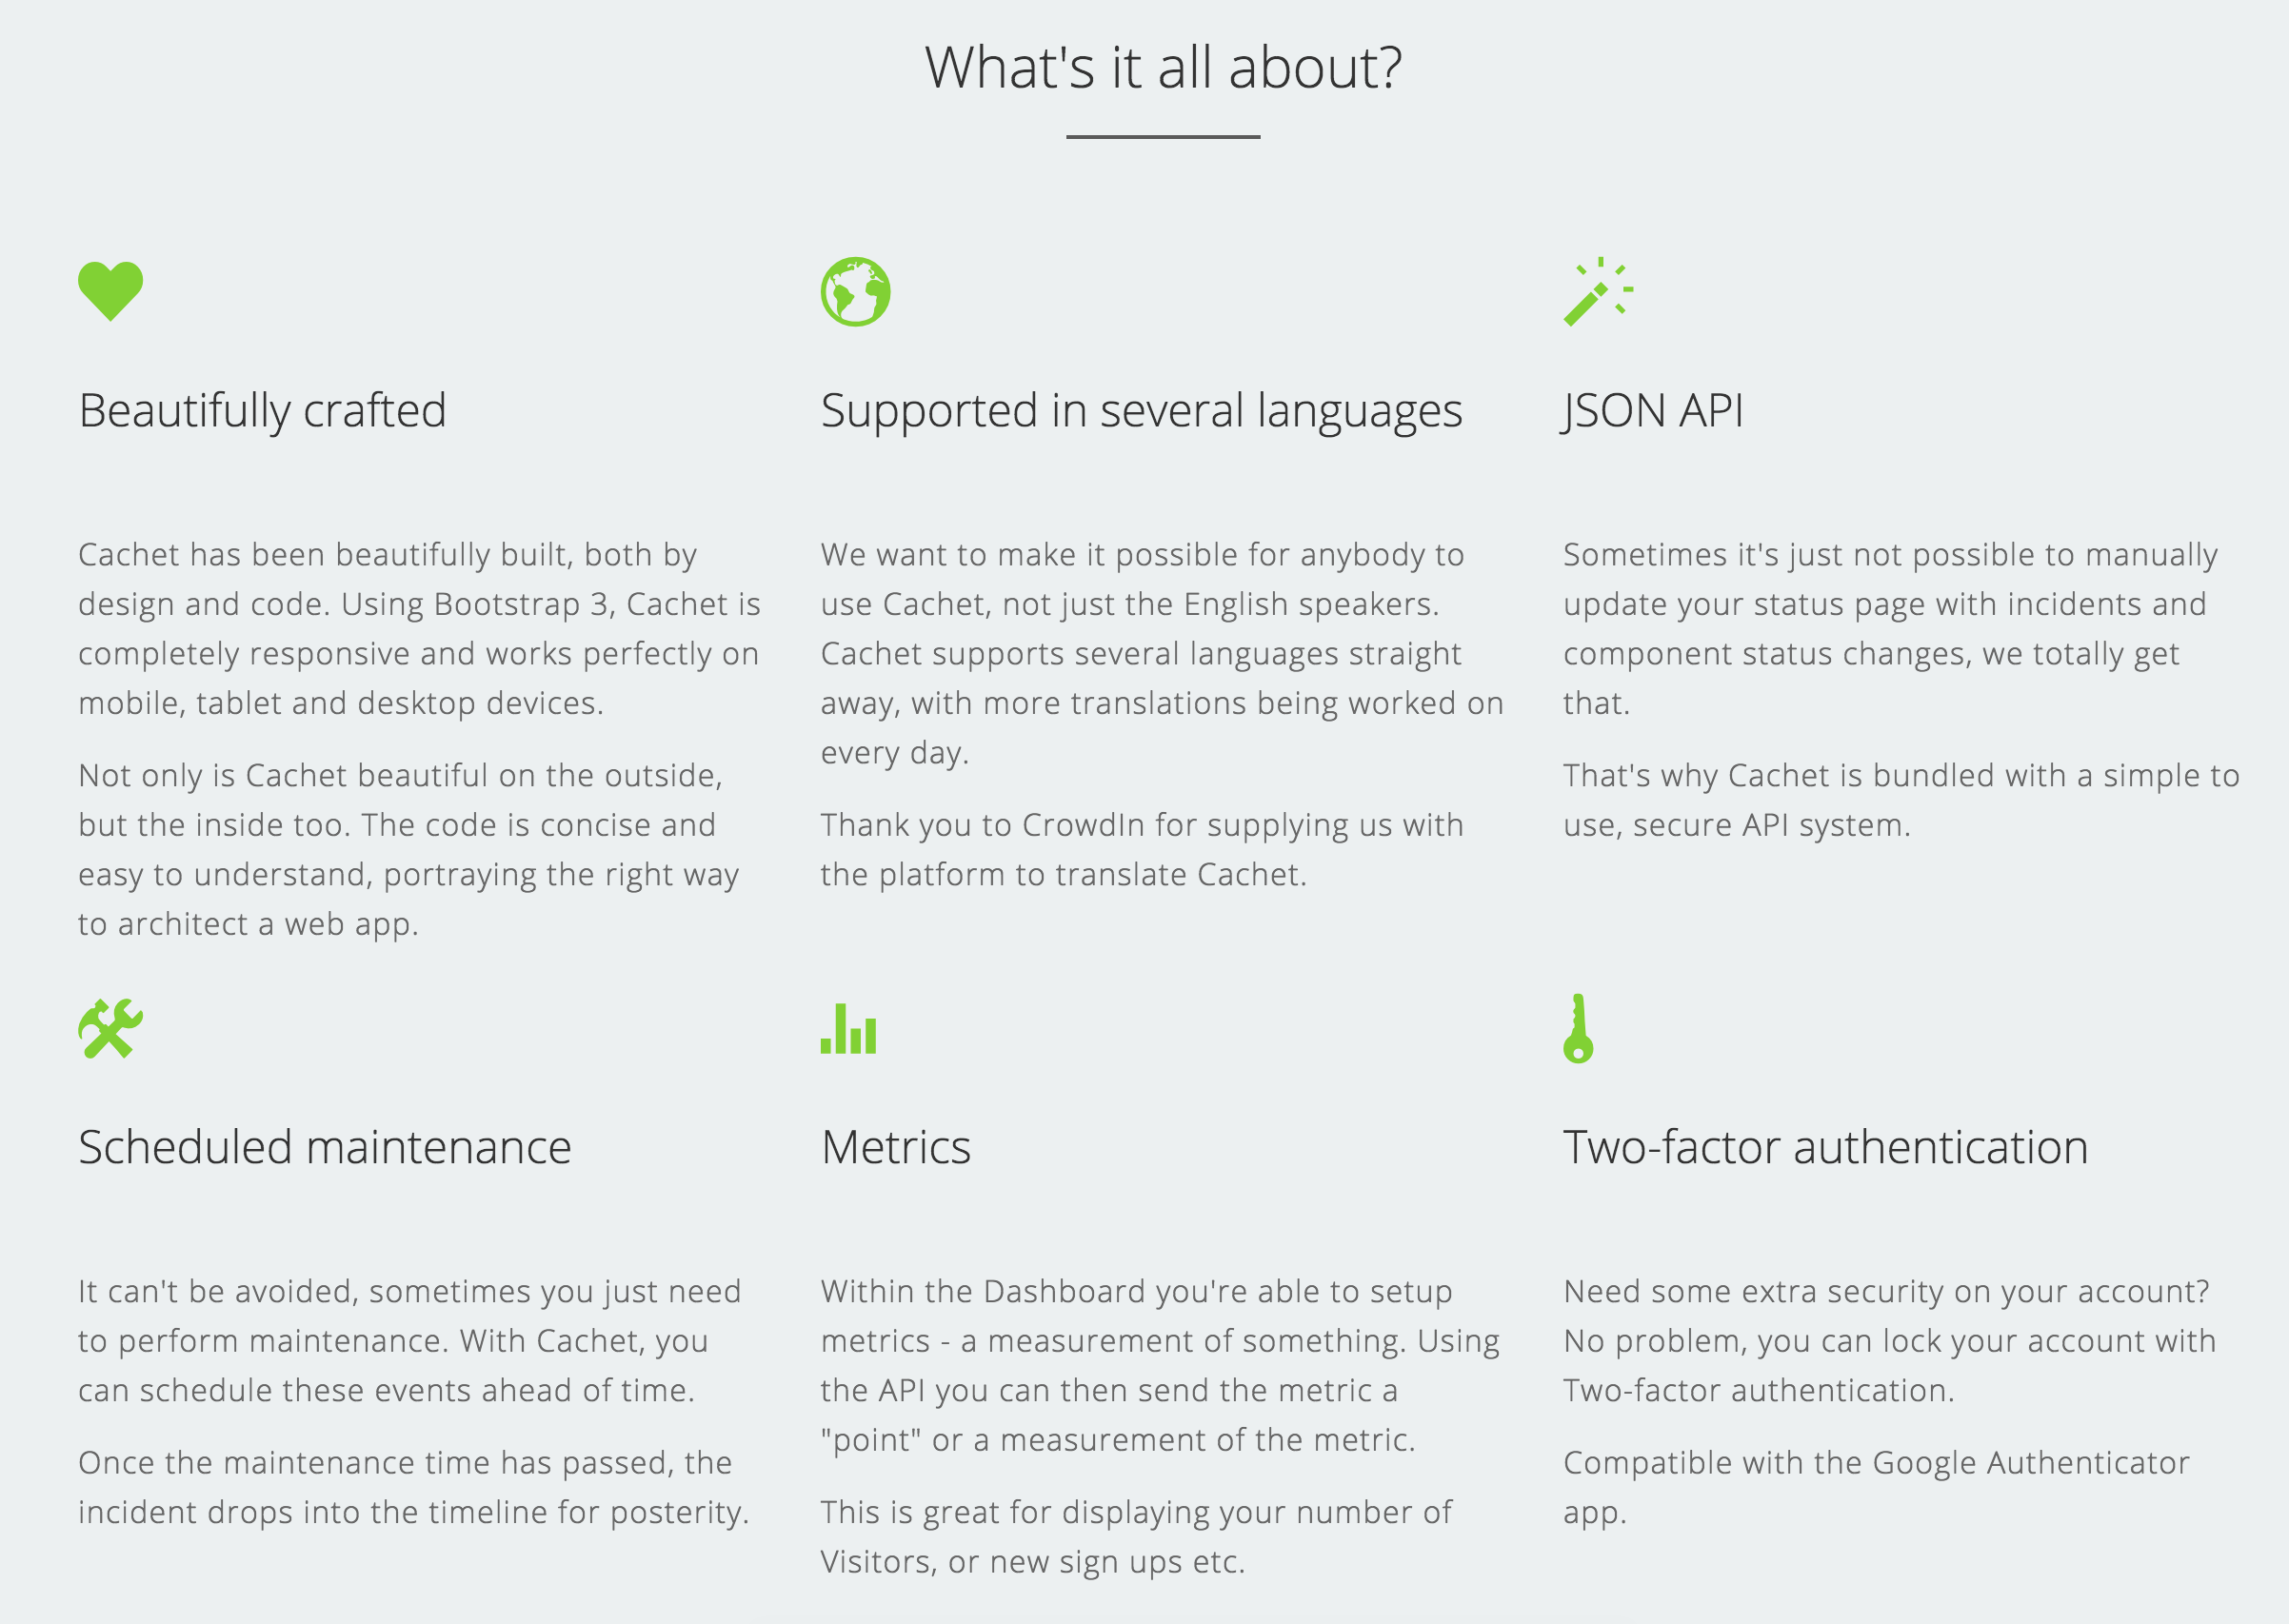 What's it all about?
Beautifully crafted
Cachet has been beautifully built, both by
design and code. Using Bootstrap 3, Cachet is
completely responsive and works perfectly on
mobile, tablet and desktop devices.
Not only is Cachet beautiful on the outside,
but the inside too. The code is concise and
easy to understand, portraying the right way
to architect a web app.
Supported in several languages
We want to make it possible for anybody to
use Cachet, not just the English speakers.
Cachet supports several languages straight
away, with more translations being worked on
every day.
Thank you to CrowdIn for supplying us with
the platform to translate Cachet.
JSON API
Sometimes it's just not possible to manually
update your status page with incidents and
component status changes, we totally get
that.
That's why Cachet is bundled with a simple to
use, secure API system.
Scheduled maintenance
It can't be avoided, sometimes you just need
to perform maintenance. With Cachet, you
can schedule these events ahead of time.
Once the maintenance time has passed, the
incident drops into the timeline for posterity.
Metrics
Within the Dashboard you're able to setup
metrics - a measurement of something. Using
the API you can then send the metric a
"point" or a measurement of the metric.
This is great for displaying your number of
Visitors, or new sign ups etc.
Two-factor authentication
Need some extra security on your account?
No problem, you can lock your account with
Two-factor authentication.
Compatible with the Google Authenticator
app.